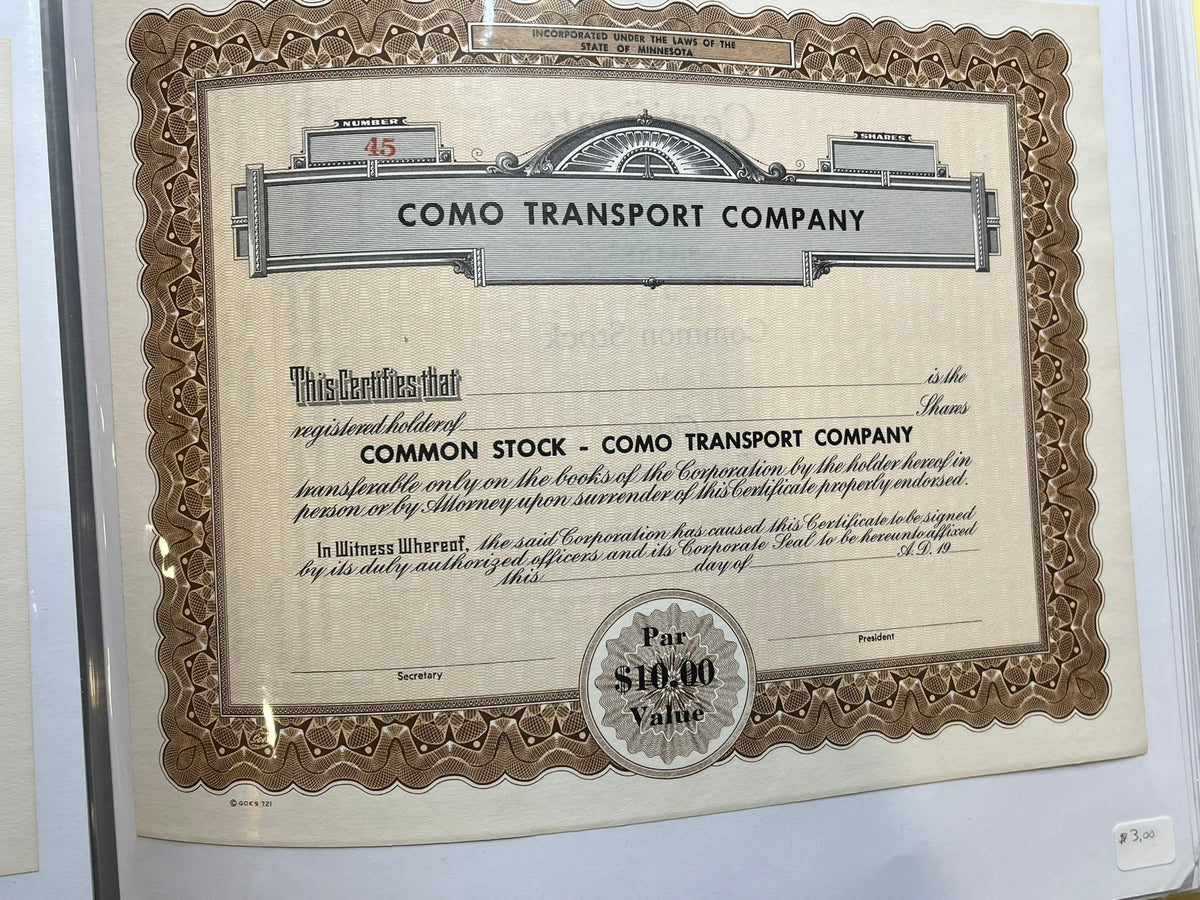 INCORPORATED UNDER THE LAWS OF THE
STATE OF MINNESOTA
NUMBER
45
SHARES
COMO TRANSPORT COMPANY
Common Stock
This Certifies that is the
registered holder of Shares
COMMON STOCK - COMO TRANSPORT COMPANY
transferable only on the books of the Corporation by the holder hereof in
person or by Attorney upon surrender of this Certificate properly endorsed.
In Witness Whereof, the said Corporation has caused this Certificate to be signed
by its duly authorized officers and its Corporate Seal to be hereunto affixed
this day of A.D. 19
Secretary
President
Par
$10.00
Value
© GOES 721
$3.00